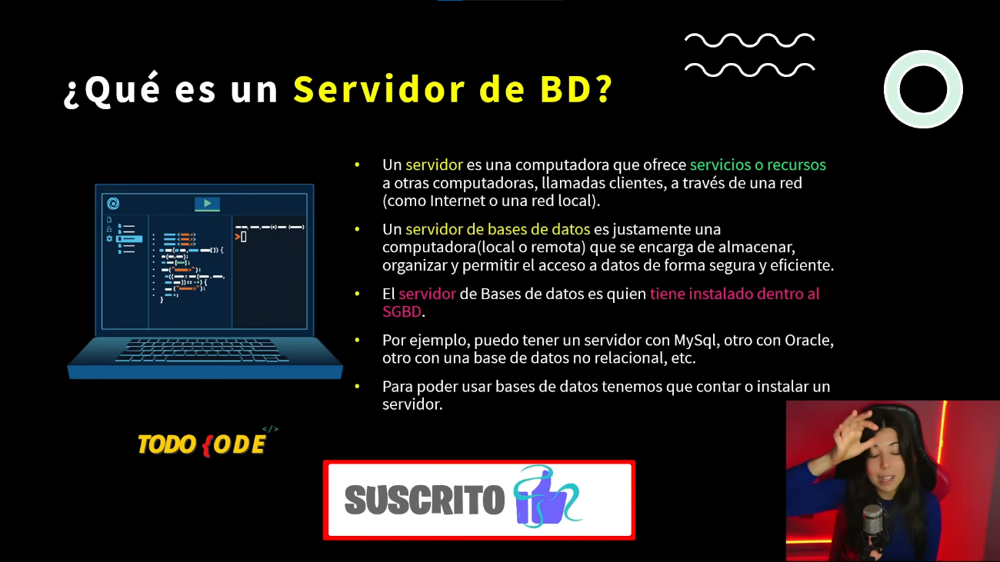 ¿Qué es un Servidor de BD?
• Un servidor es una computadora que ofrece servicios o recursos
a otras computadoras, llamadas clientes, a través de una red
(como Internet o una red local).
• Un servidor de bases de datos es justamente una
computadora(local o remota) que se encarga de almacenar,
organizar y permitir el acceso a datos de forma segura y eficiente.
• El servidor de Bases de datos es quien tiene instalado dentro al
SGBD.
• Por ejemplo, puedo tener un servidor con MySql, otro con Oracle,
otro con una base de datos no relacional, etc.
• Para poder usar bases de datos tenemos que contar o instalar un
servidor.
</>
TODO {ODE
SUSCRITO